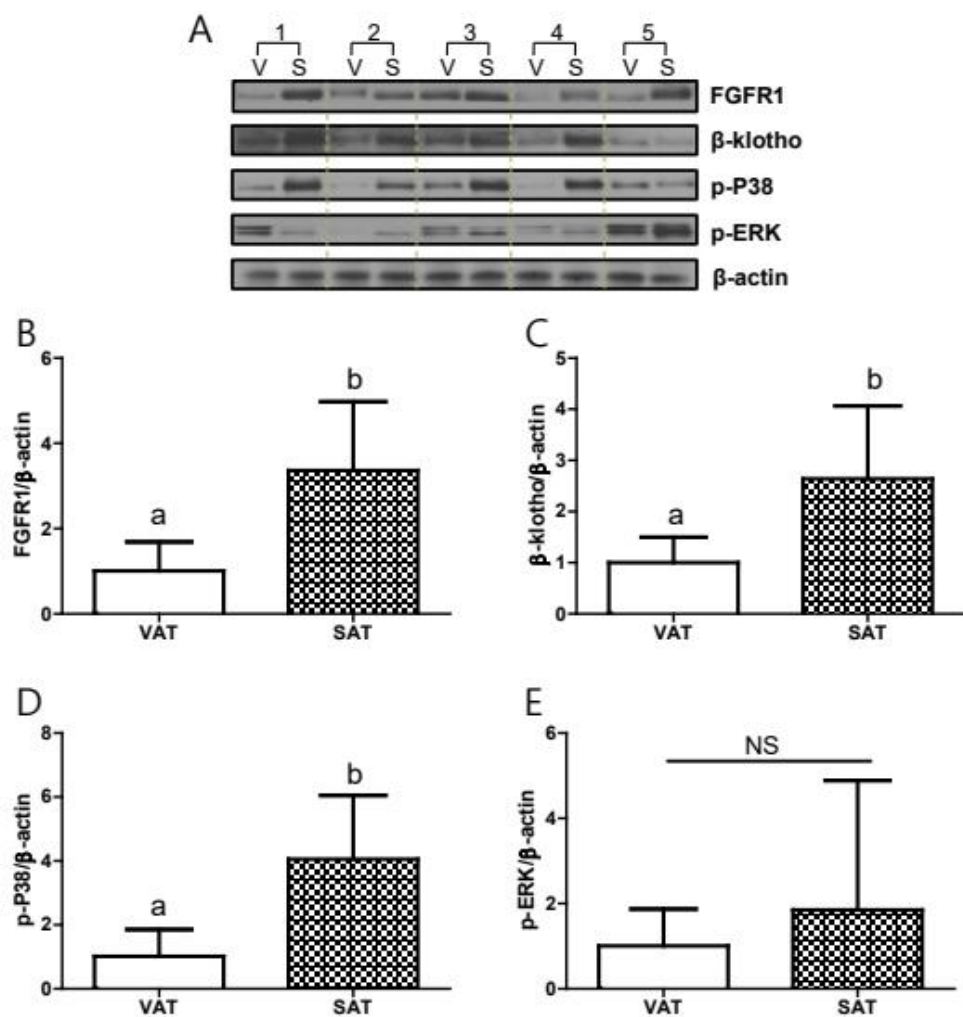 A
1 2 3 4 5
V S V S V S V S V S
FGFR1
β-klotho
p-P38
p-ERK
β-actin
B
FGFR1/β-actin
6
4
2
0
a
b
VAT SAT
C
β-klotho/β-actin
5
4
3
2
1
0
a
b
VAT SAT
D
p-P38/β-actin
8
6
4
2
0
a
b
VAT SAT
E
p-ERK/β-actin
6
4
2
0
NS
VAT SAT